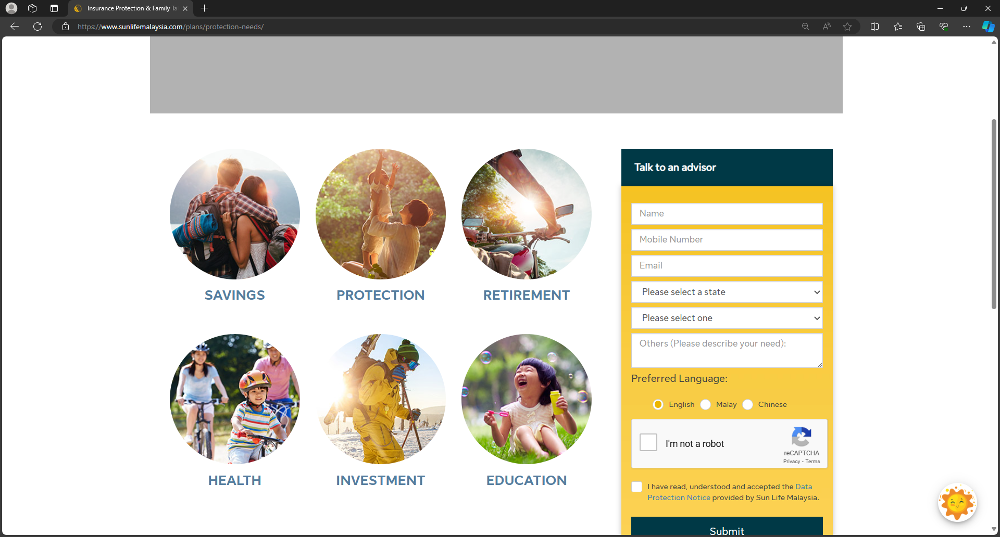 Insurance Protection & Family Ta
https://www.sunlifemalaysia.com/plans/protection-needs/
SAVINGS
PROTECTION
RETIREMENT
HEALTH
INVESTMENT
EDUCATION
Talk to an advisor
Name
Mobile Number
Email
Please select a state
Please select one
Others (Please describe your need):
Preferred Language:
English
Malay
Chinese
I'm not a robot
reCAPTCHA
Privacy - Terms
I have read, understood and accepted the Data
Protection Notice provided by Sun Life Malaysia.
Submit